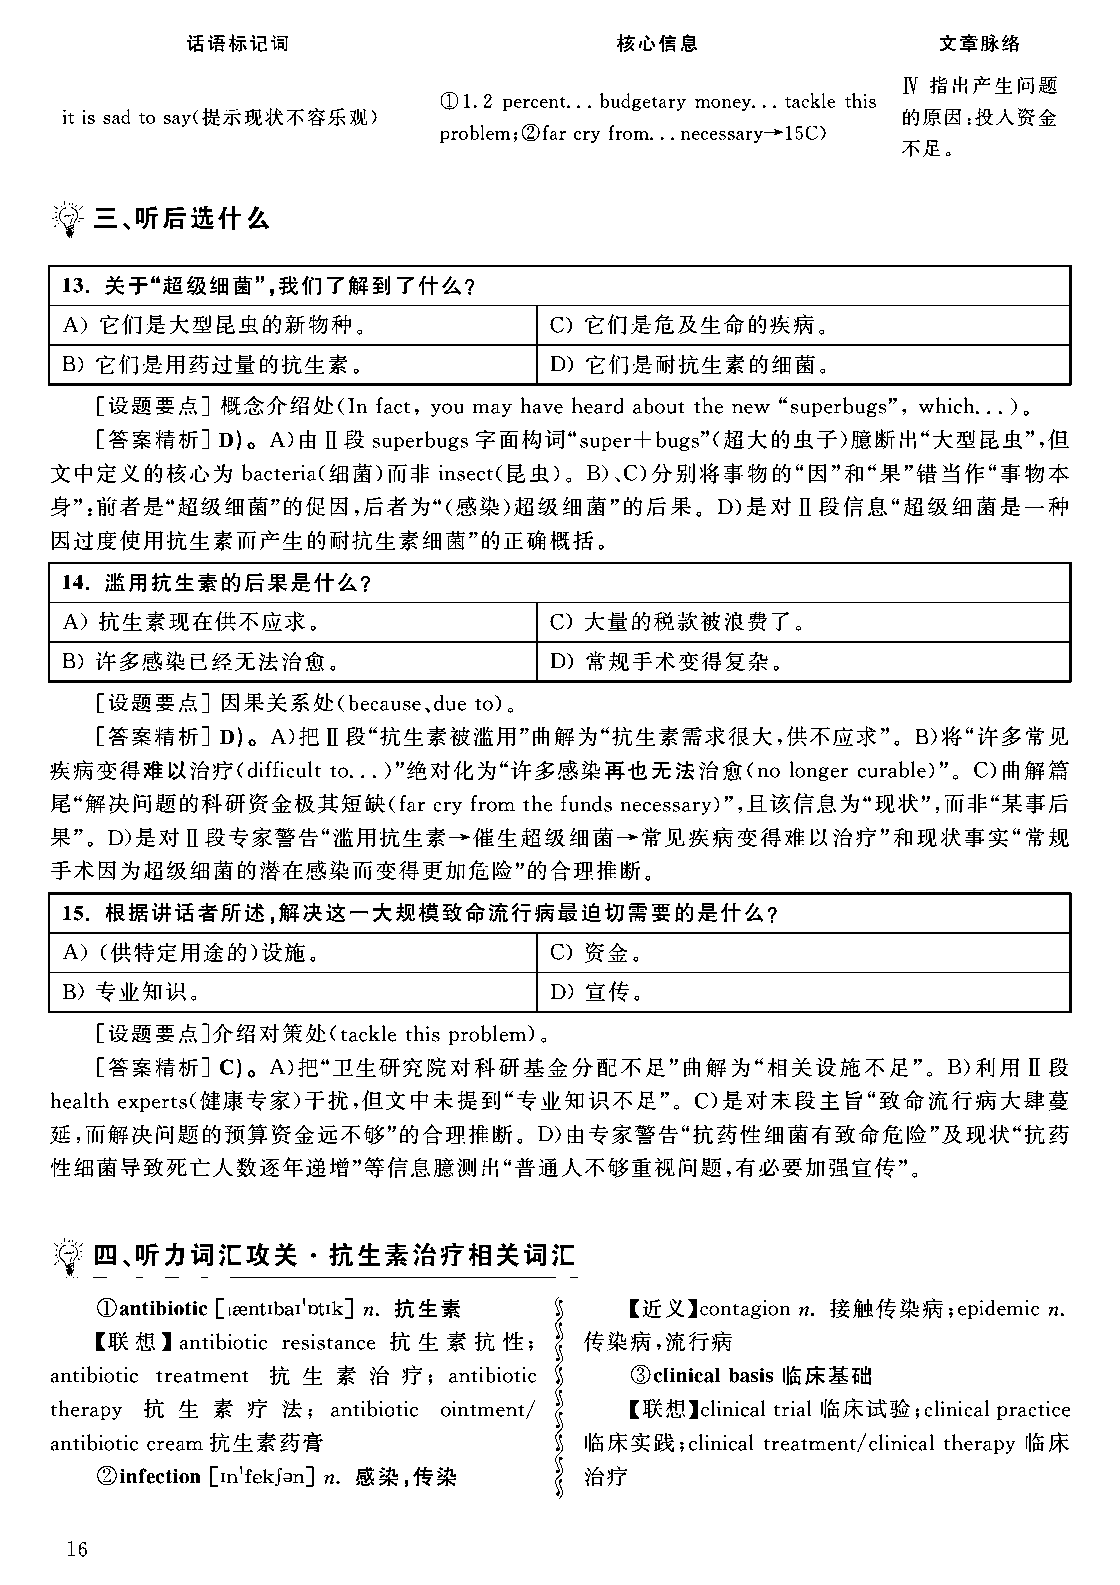 话语标记词 核心信息 文章脉络
it is sad to say(提示现状不容乐观) ①1.2 percent... budgetary money... tackle this problem;②far cry from... necessary→15C) Ⅳ 指出产生问题的原因:投入资金不足。
三、听后选什么
13. 关于“超级细菌”,我们了解到了什么?
A) 它们是大型昆虫的新物种。 C) 它们是危及生命的疾病。
B) 它们是用药过量的抗生素。 D) 它们是耐抗生素的细菌。
[设题要点] 概念介绍处(In fact, you may have heard about the new “superbugs”, which...)。
[答案精析] D)。A)由Ⅱ段 superbugs 字面构词“super+bugs”(超大的虫子)臆断出“大型昆虫”,但
文中定义的核心为 bacteria(细菌)而非 insect(昆虫)。B)、C)分别将事物的“因”和“果”错当作“事物本
身”:前者是“超级细菌”的促因,后者为“(感染)超级细菌”的后果。D)是对Ⅱ段信息“超级细菌是一种
因过度使用抗生素而产生的耐抗生素细菌”的正确概括。
14. 滥用抗生素的后果是什么?
A) 抗生素现在供不应求。 C) 大量的税款被浪费了。
B) 许多感染已经无法治愈。 D) 常规手术变得复杂。
[设题要点] 因果关系处(because、due to)。
[答案精析] D)。A)把Ⅱ段“抗生素被滥用”曲解为“抗生素需求很大,供不应求”。B)将“许多常见
疾病变得难以治疗(difficult to...)”绝对化为“许多感染再也无法治愈(no longer curable)”。C)曲解篇
尾“解决问题的科研资金极其短缺(far cry from the funds necessary)”,且该信息为“现状”,而非“某事后
果”。D)是对Ⅱ段专家警告“滥用抗生素→催生超级细菌→常见疾病变得难以治疗”和现状事实“常规
手术因为超级细菌的潜在感染而变得更加危险”的合理推断。
15. 根据讲话者所述,解决这一大规模致命流行病最迫切需要的是什么?
A) (供特定用途的)设施。 C) 资金。
B) 专业知识。 D) 宣传。
[设题要点]介绍对策处(tackle this problem)。
[答案精析] C)。A)把“卫生研究院对科研基金分配不足”曲解为“相关设施不足”。B)利用Ⅱ段
health experts(健康专家)干扰,但文中未提到“专业知识不足”。C)是对末段主旨“致命流行病大肆蔓
延,而解决问题的预算资金远不够”的合理推断。D)由专家警告“抗药性细菌有致命危险”及现状“抗药
性细菌导致死亡人数逐年递增”等信息臆测出“普通人不够重视问题,有必要加强宣传”。
四、听力词汇攻关·抗生素治疗相关词汇
①antibiotic [ˌæntɪbaɪˈɒtɪk] n. 抗生素
【联想】antibiotic resistance 抗生素抗性;
antibiotic treatment 抗生素治疗; antibiotic
therapy 抗生素疗法; antibiotic ointment/
antibiotic cream 抗生素药膏
②infection [ɪnˈfekʃən] n. 感染,传染
【近义】contagion n. 接触传染病;epidemic n.
传染病,流行病
③clinical basis 临床基础
【联想】clinical trial 临床试验;clinical practice
临床实践;clinical treatment/clinical therapy 临床
治疗
16